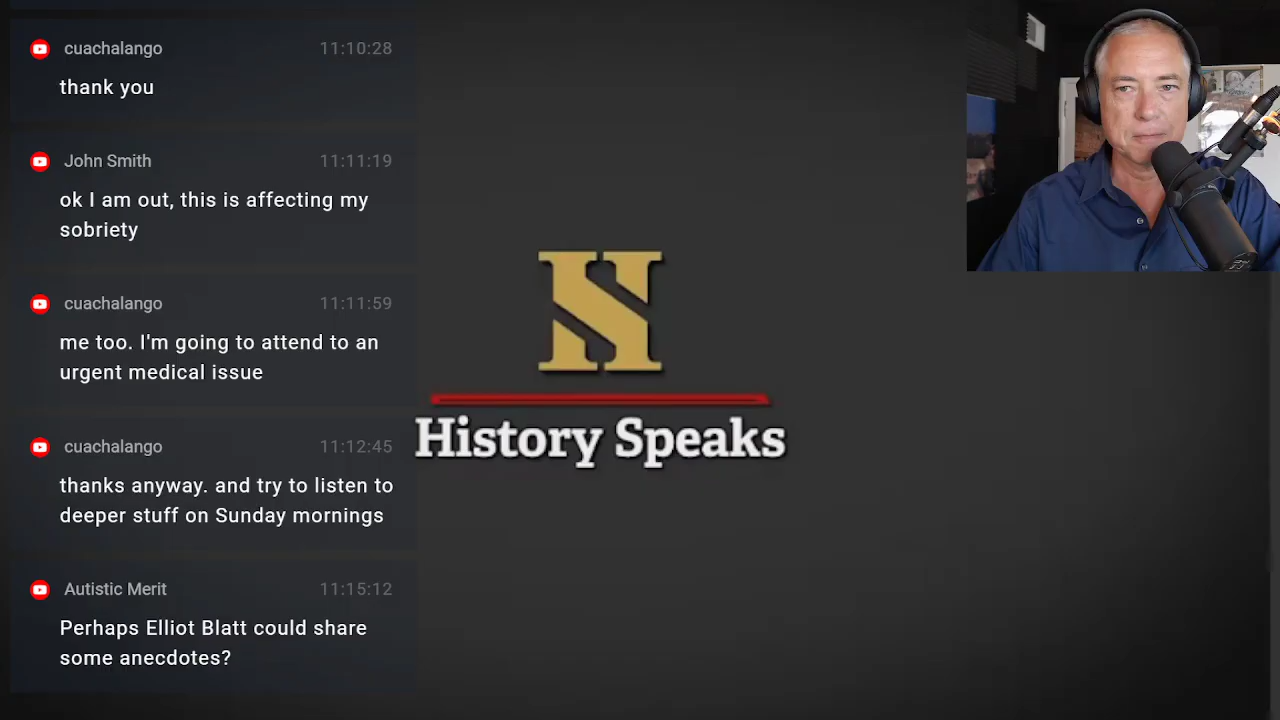 cuachalango 11:10:28
thank you
John Smith 11:11:19
ok I am out, this is affecting my
sobriety
cuachalango 11:11:59
me too. I'm going to attend to an
urgent medical issue
cuachalango 11:12:45
thanks anyway. and try to listen to
deeper stuff on Sunday mornings
Autistic Merit 11:15:12
Perhaps Elliot Blatt could share
some anecdotes?
History Speaks